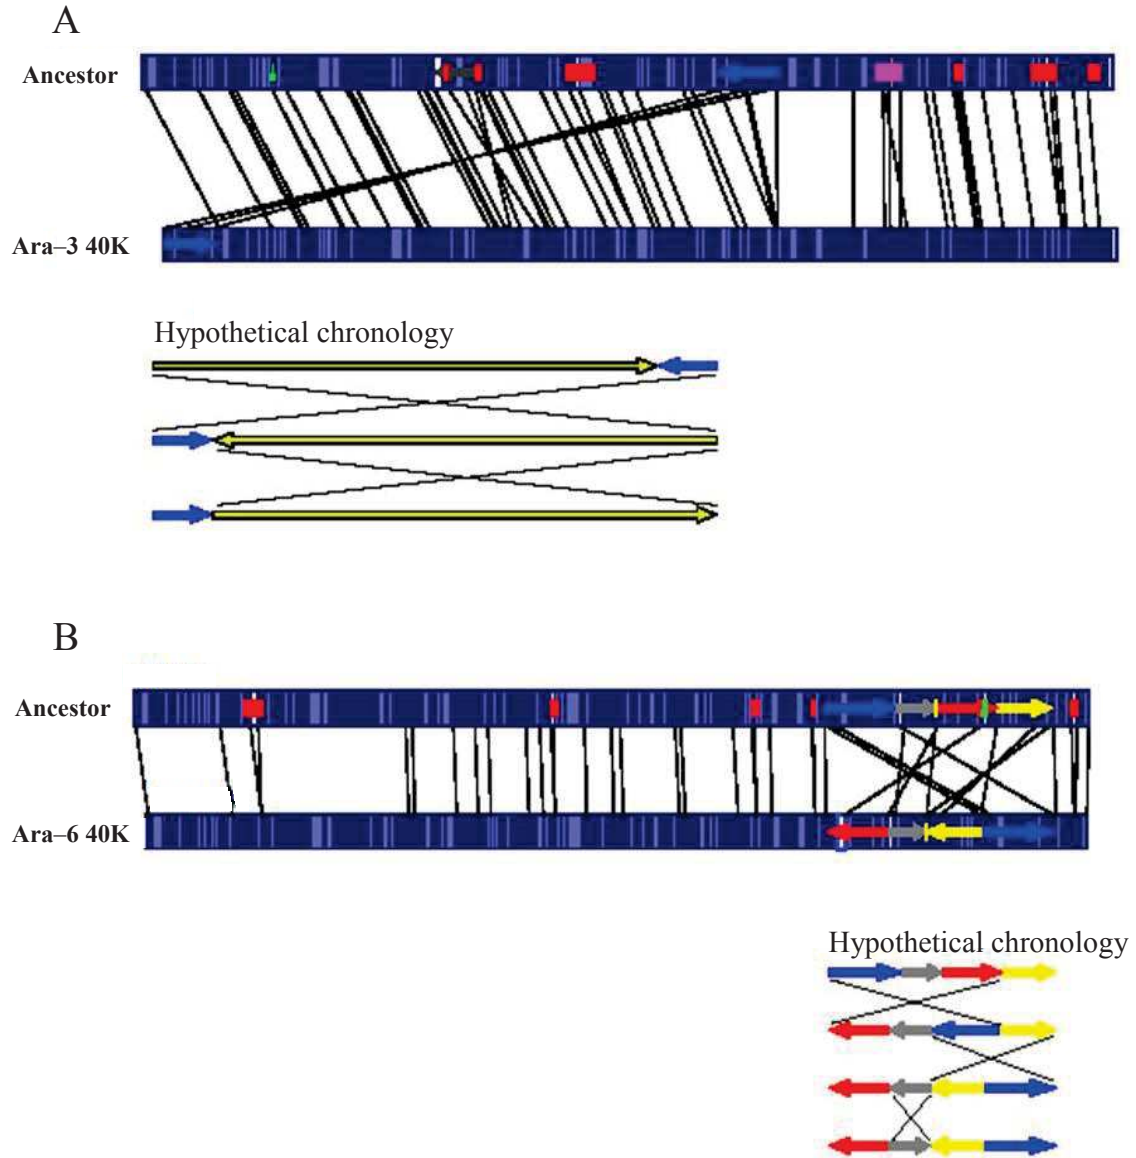 A
Ancestor
Ara–3 40K
Hypothetical chronology
B
Ancestor
Ara–6 40K
Hypothetical chronology